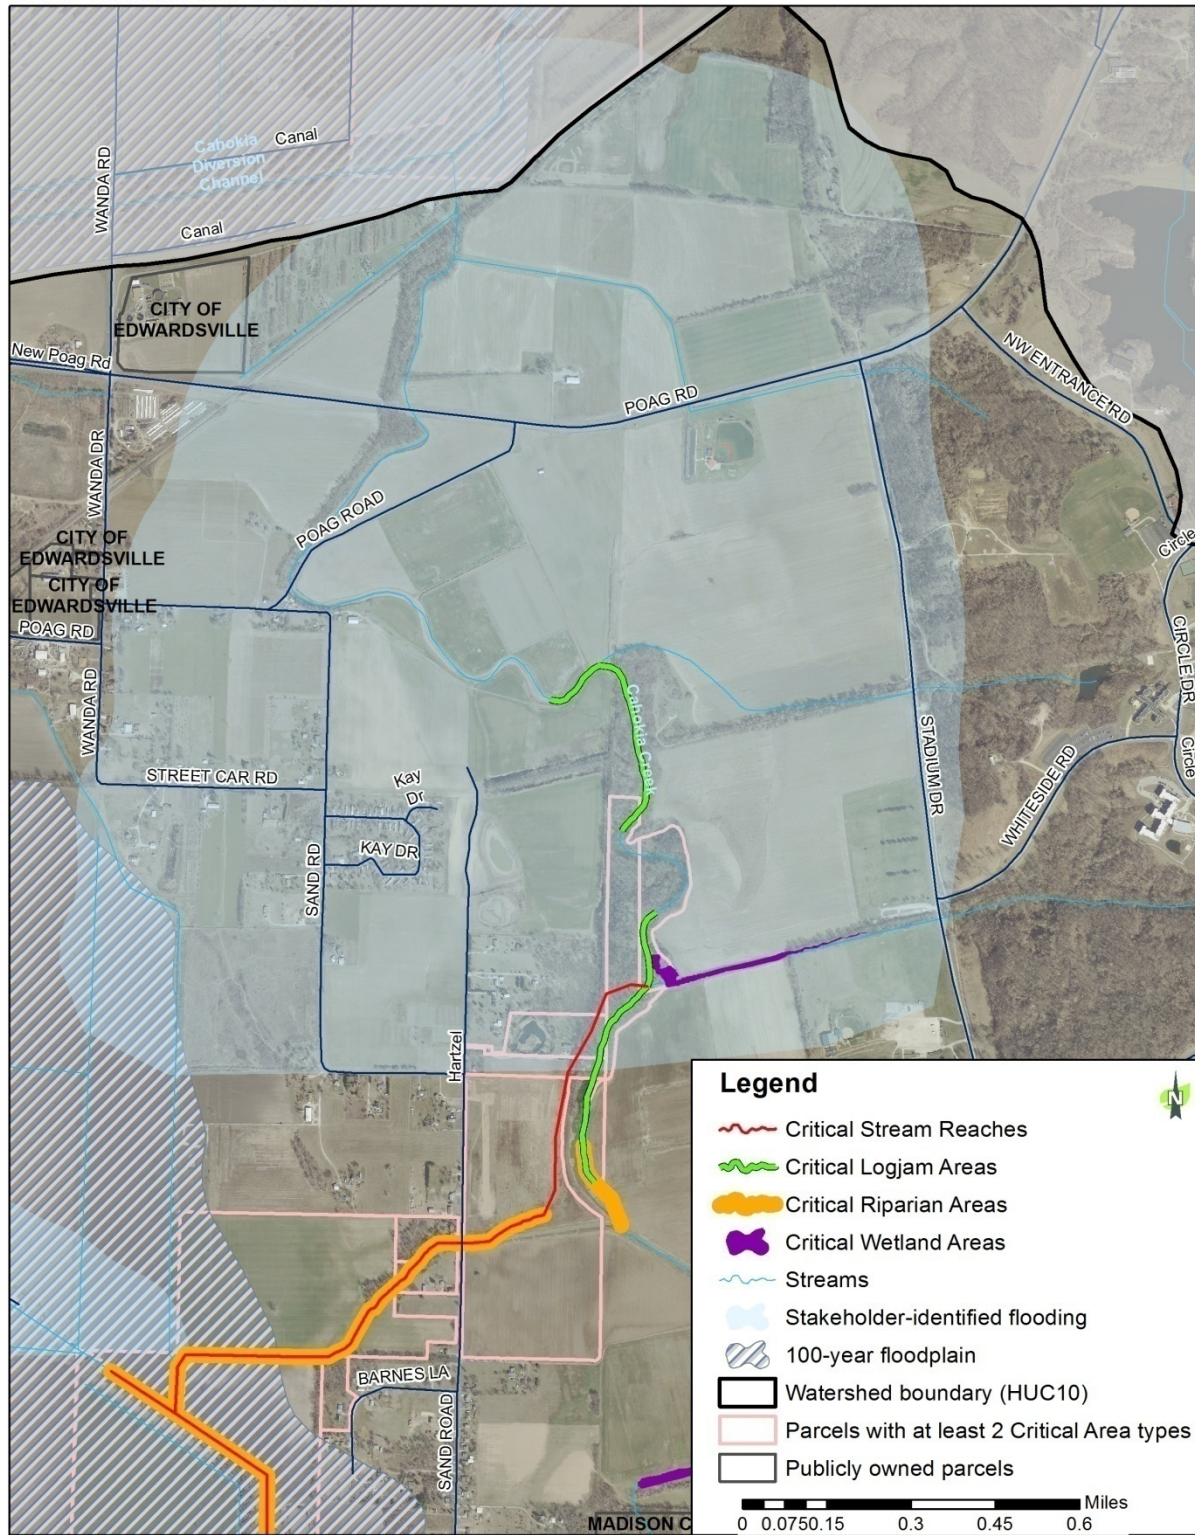 Cahokia
Diversion
Channel
Canal
WANDA RD
Canal
CITY OF
EDWARDSVILLE
New Poag Rd
POAG RD
NW ENTRANCE RD
WANDA DR
POAG ROAD
CITY OF
EDWARDSVILLE
CITY OF
EDWARDSVILLE
POAG RD
Circle
CIRCLE DR
WANDA RD
Cahokia Creek
STADIUM DR
WHITESIDE RD
Circle
STREET CAR RD
Kay
Dr
KAY DR
SAND RD
Hartzel
BARNES LA
SAND ROAD
MADISON C
Legend
N
Critical Stream Reaches
Critical Logjam Areas
Critical Riparian Areas
Critical Wetland Areas
Streams
Stakeholder-identified flooding
100-year floodplain
Watershed boundary (HUC10)
Parcels with at least 2 Critical Area types
Publicly owned parcels
Miles
0 0.0750.15 0.3 0.45 0.6